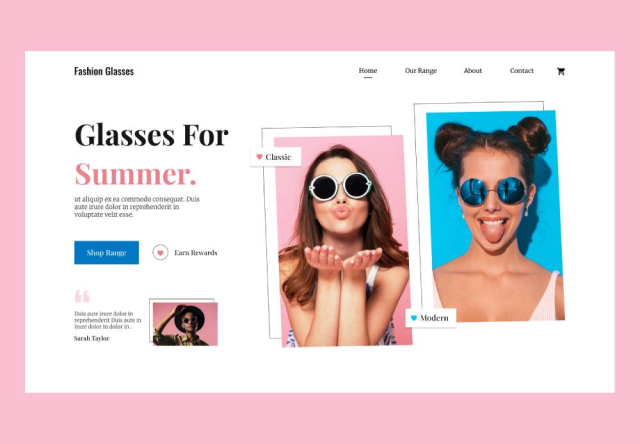 Fashion Glasses
Home
Our Range
About
Contact
Glasses For
Summer.
ut aliquip ex ea commodo consequat. Duis
aute irure dolor in reprehenderit in
voluptate velit esse.
Shop Range
Earn Rewards
Classic
Modern
“
Duis aute irure dolor in
reprehenderit Duis aute in
irure dolor in dolor in .
Sarah Taylor